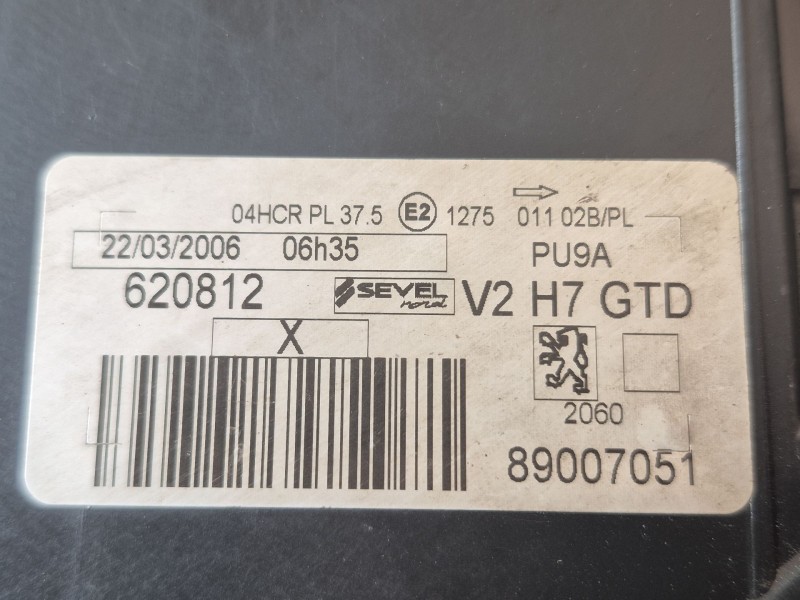 04HCR PL 37.5 E2 1275 011 02B/PL
22/03/2006 06h35 PU9A
620812 SEVEL nord V2 H7 GTD
X
2060
89007051